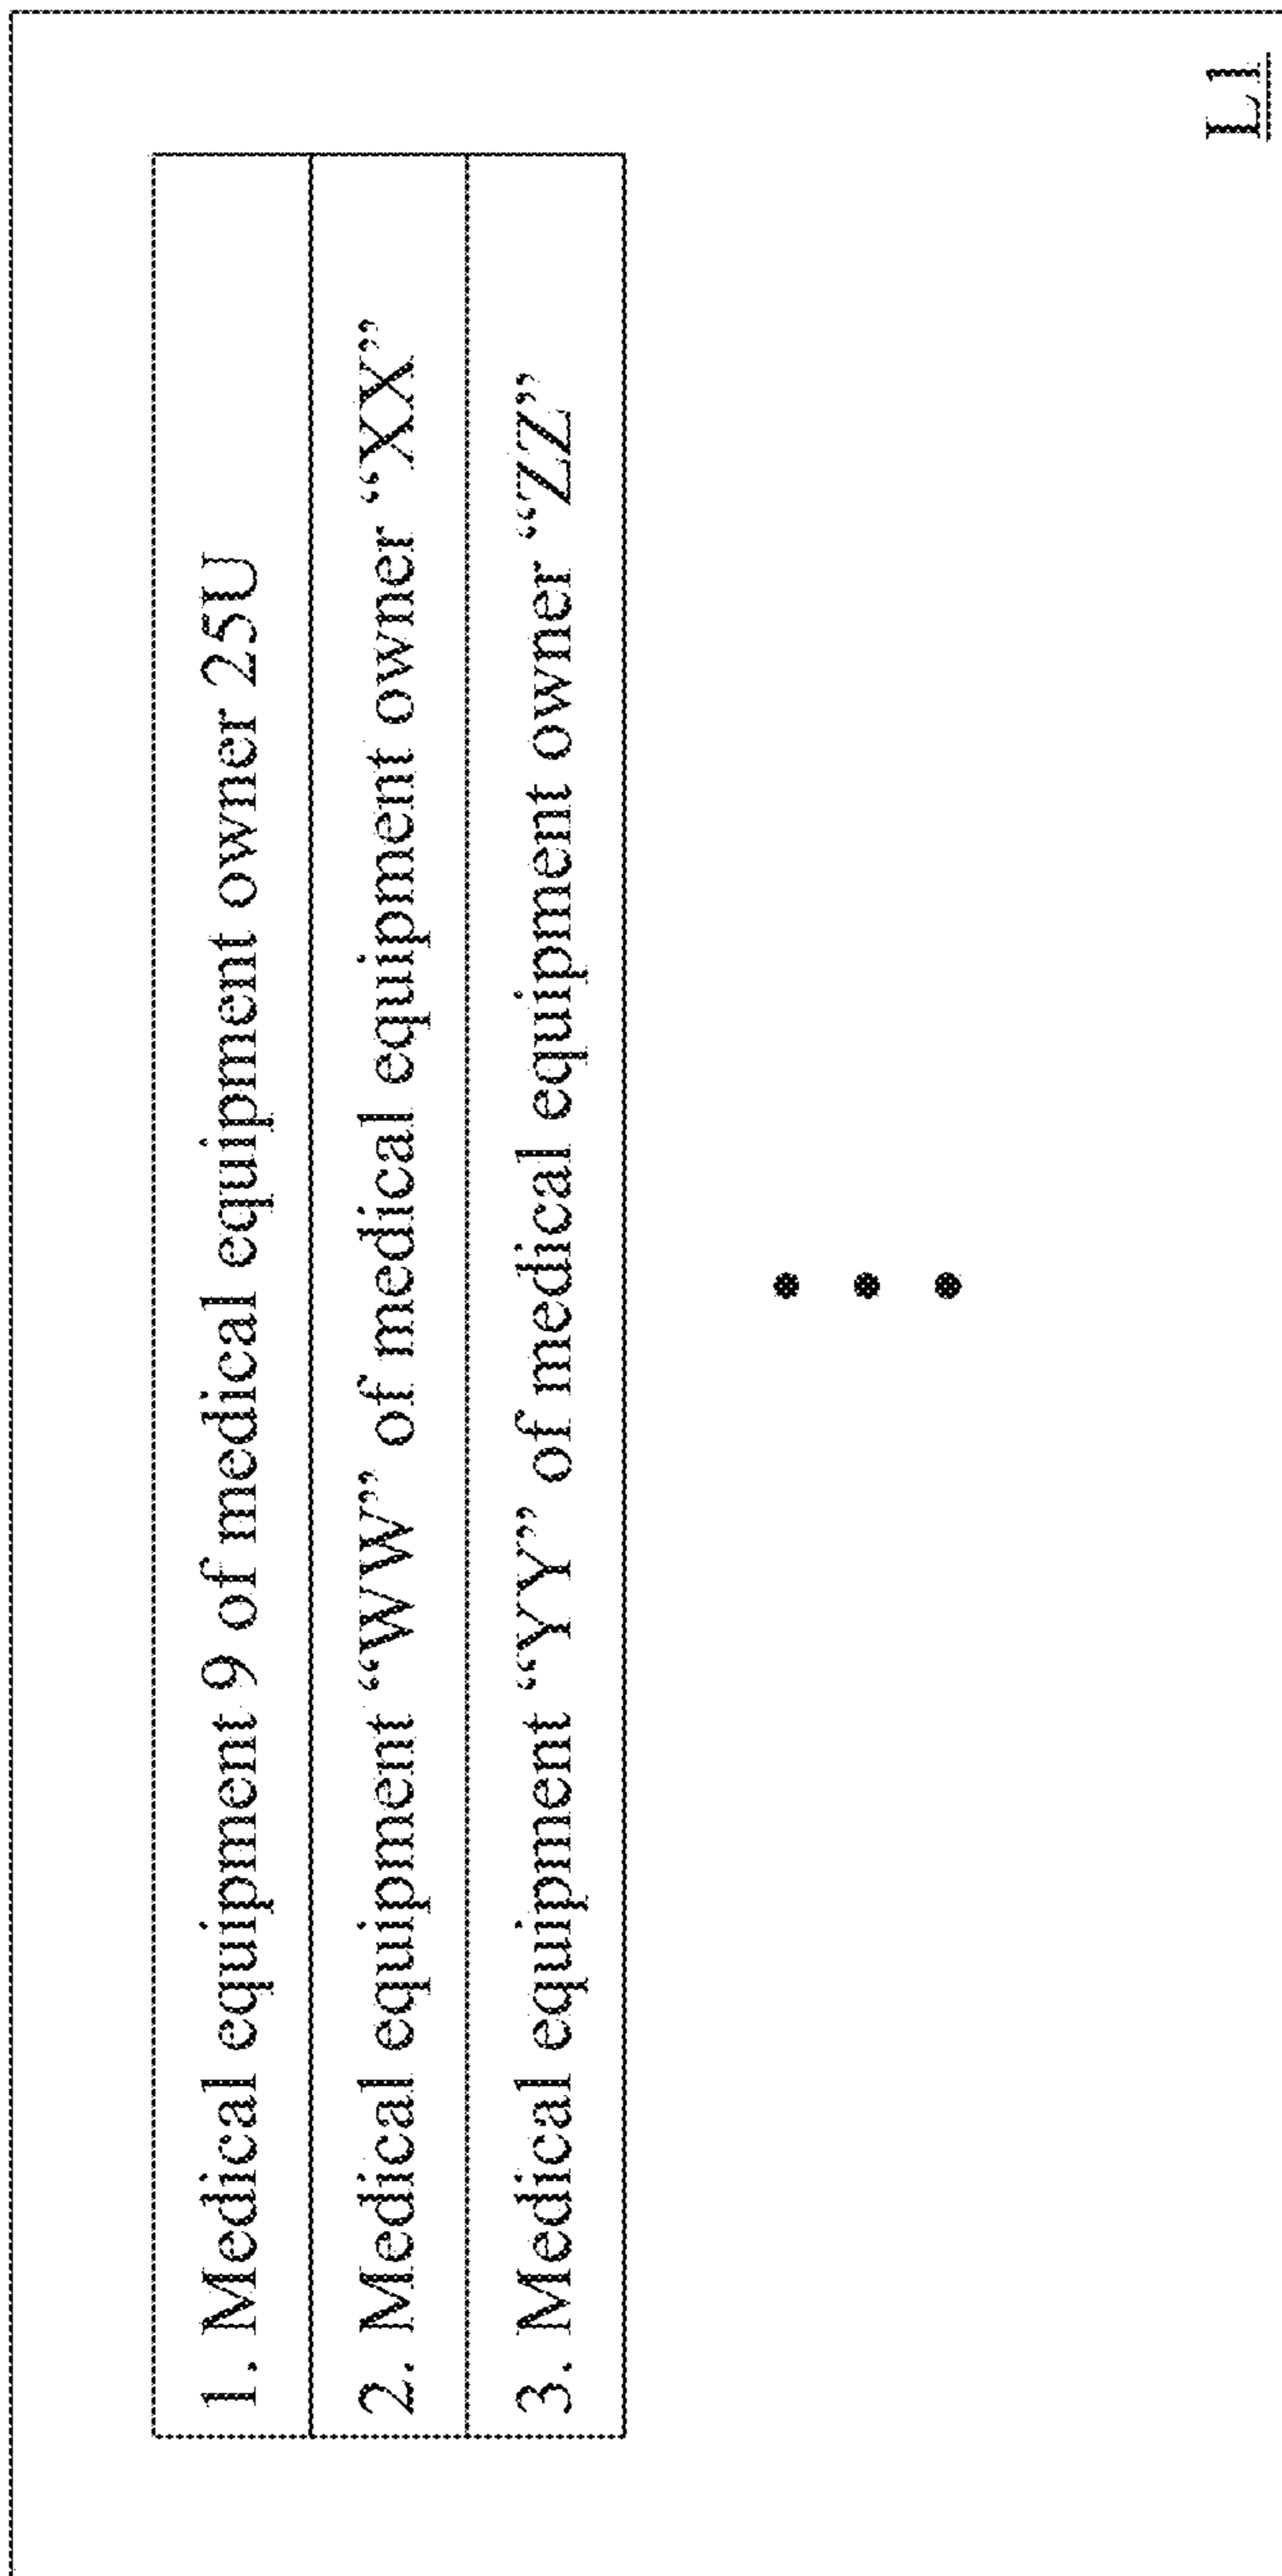 1. Medical equipment 9 of medical equipment owner 25U
2. Medical equipment “WW” of medical equipment owner “XX”
3. Medical equipment “YY” of medical equipment owner “ZZ”
L1